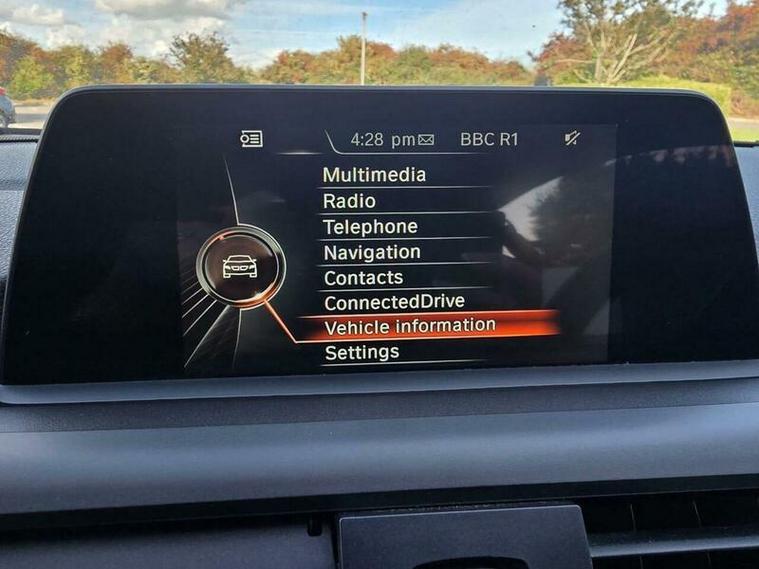 4:28 pm BBC R1
Multimedia
Radio
Telephone
Navigation
Contacts
ConnectedDrive
Vehicle information
Settings